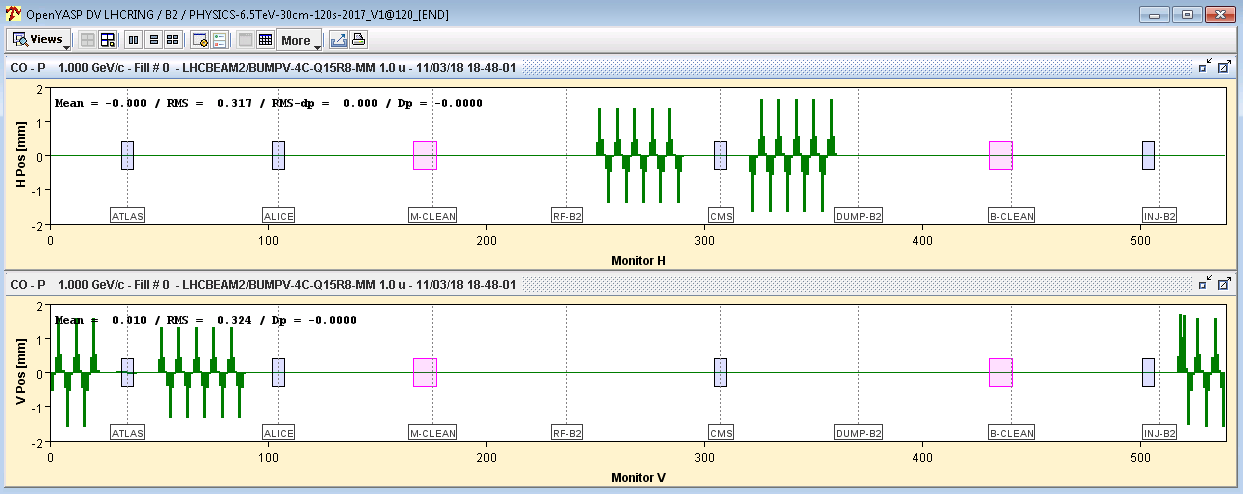 OpenYASP DV LHCRING / B2 / PHYSICS-6.5TeV-30cm-120s-2017_V1@120_[END]
Views More
CO - P 1.000 GeV/c - Fill # 0 - LHCBEAM2/BUMPV-4C-Q15R8-MM 1.0 u - 11/03/18 18-48-01
H Pos [mm]
2
1
0
-1
-2
Mean = -0.000 / RMS = 0.317 / RMS-dp = 0.000 / Dp = -0.0000
ATLAS ALICE M-CLEAN RF-B2 CMS DUMP-B2 B-CLEAN INJ-B2
0 100 200 300 400 500
Monitor H
CO - P 1.000 GeV/c - Fill # 0 - LHCBEAM2/BUMPV-4C-Q15R8-MM 1.0 u - 11/03/18 18-48-01
V Pos [mm]
2
1
0
-1
-2
Mean = 0.010 / RMS = 0.324 / Dp = -0.0000
ATLAS ALICE M-CLEAN RF-B2 CMS DUMP-B2 B-CLEAN INJ-B2
0 100 200 300 400 500
Monitor V